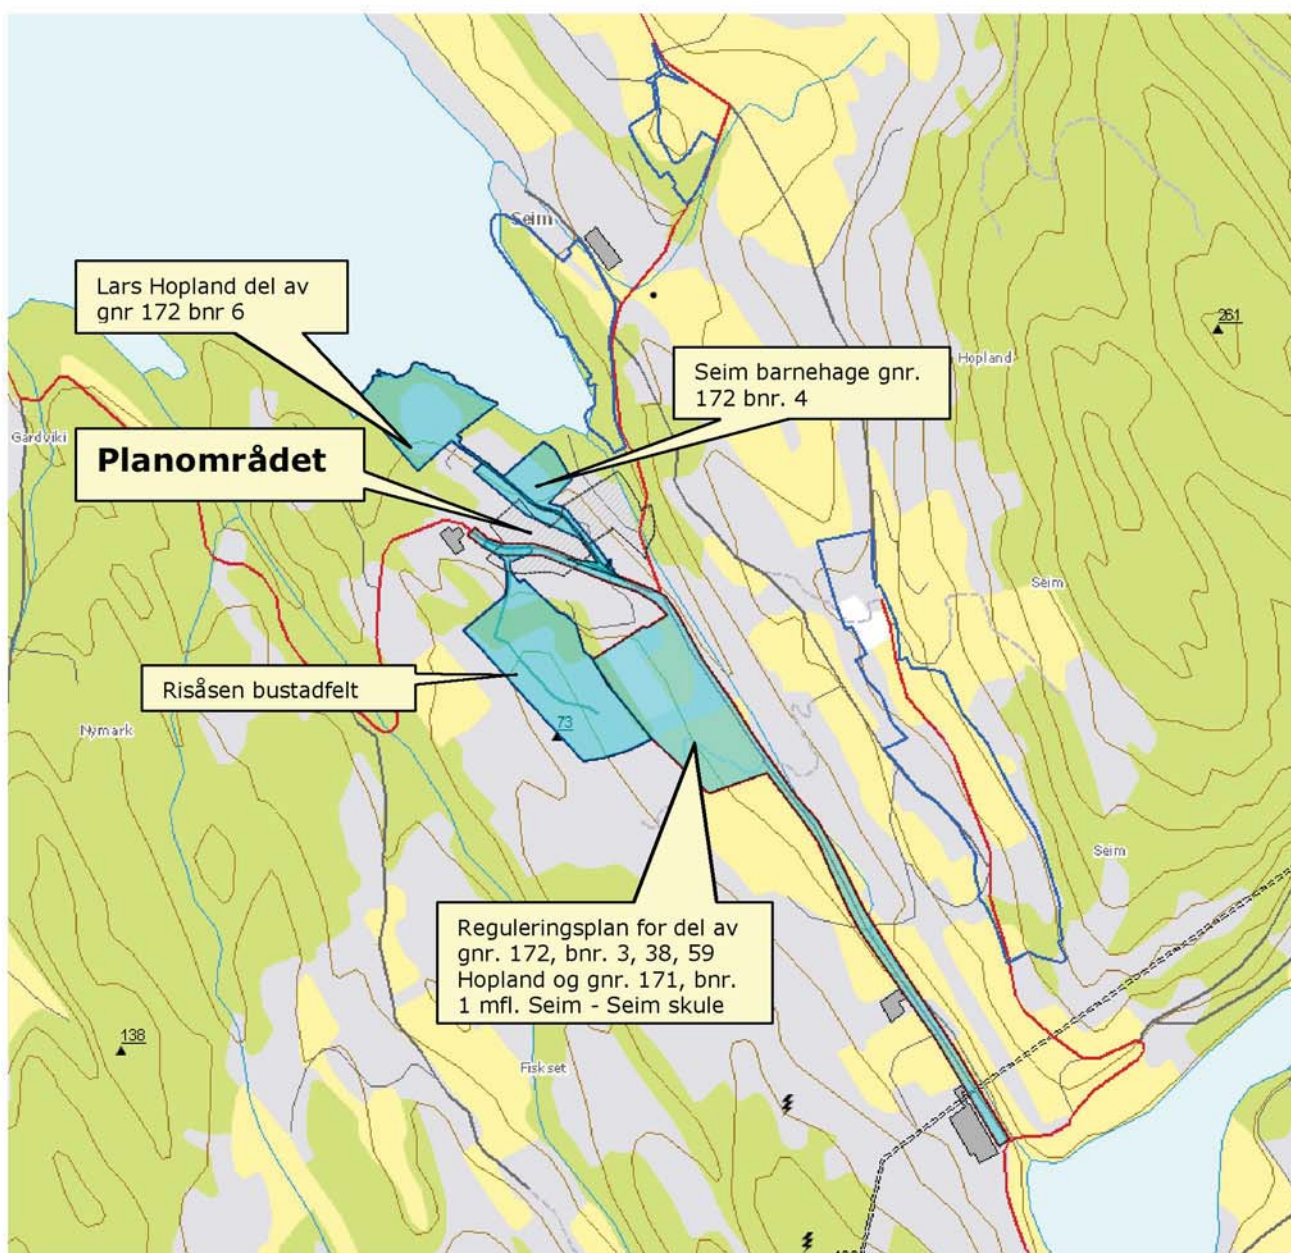 Seim
Lars Hopland del av
gnr 172 bnr 6
261
Hopland
Seim barnehage gnr.
172 bnr. 4
Gardviki
Planområdet
Seim
Risåsen bustadfelt
73
Nymark
Seim
Reguleringsplan for del av
gnr. 172, bnr. 3, 38, 59
Hopland og gnr. 171, bnr.
1 mfl. Seim - Seim skule
138
Fiskset